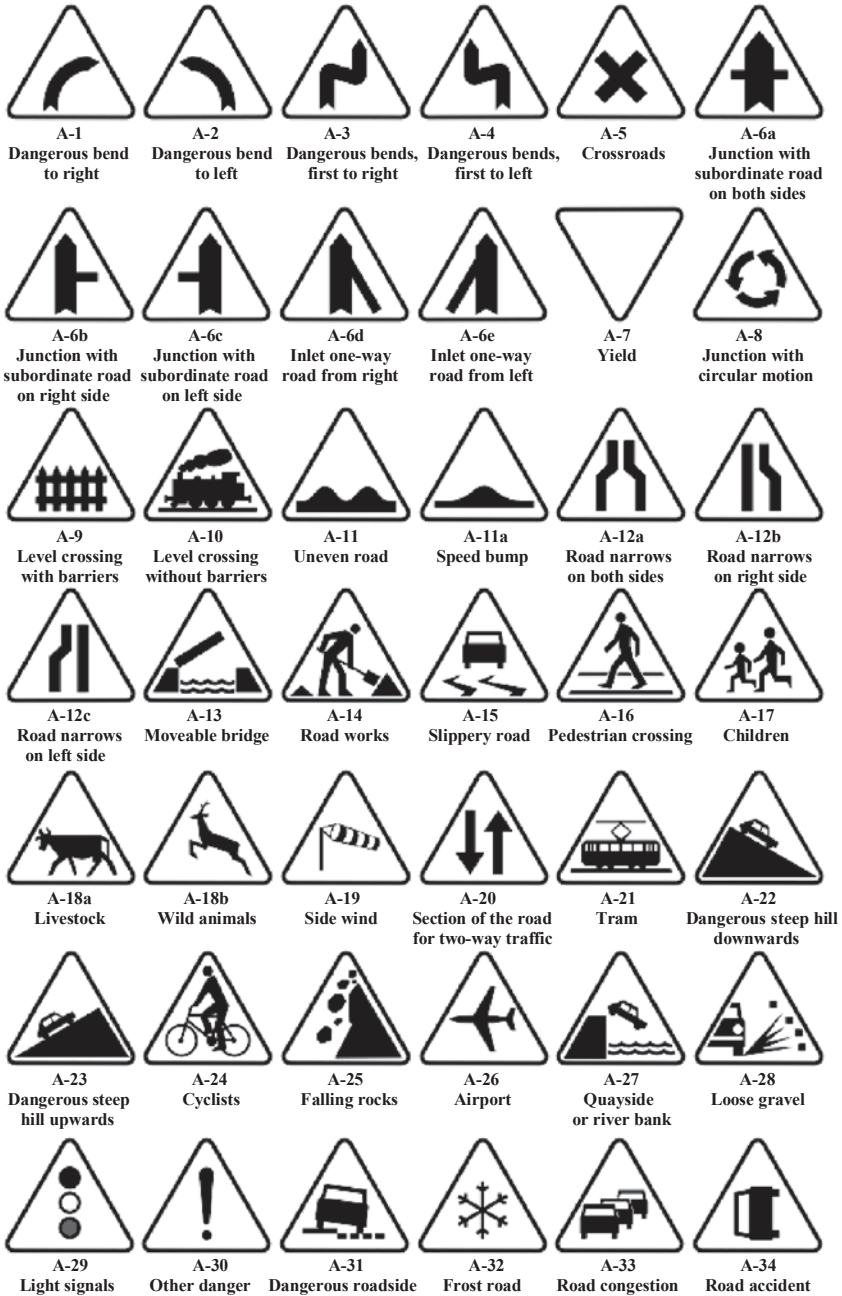 A-1
Dangerous bend
to right
A-2
Dangerous bend
to left
A-3
Dangerous bends,
first to right
A-4
Dangerous bends,
first to left
A-5
Crossroads
A-6a
Junction with
subordinate road
on both sides
A-6b
Junction with
subordinate road
on right side
A-6c
Junction with
subordinate road
on left side
A-6d
Inlet one-way
road from right
A-6e
Inlet one-way
road from left
A-7
Yield
A-8
Junction with
circular motion
A-9
Level crossing
with barriers
A-10
Level crossing
without barriers
A-11
Uneven road
A-11a
Speed bump
A-12a
Road narrows
on both sides
A-12b
Road narrows
on right side
A-12c
Road narrows
on left side
A-13
Moveable bridge
A-14
Road works
A-15
Slippery road
A-16
Pedestrian crossing
A-17
Children
A-18a
Livestock
A-18b
Wild animals
A-19
Side wind
A-20
Section of the road
for two-way traffic
A-21
Tram
A-22
Dangerous steep hill
downwards
A-23
Dangerous steep
hill upwards
A-24
Cyclists
A-25
Falling rocks
A-26
Airport
A-27
Quayside
or river bank
A-28
Loose gravel
A-29
Light signals
A-30
Other danger
A-31
Dangerous roadside
A-32
Frost road
A-33
Road congestion
A-34
Road accident